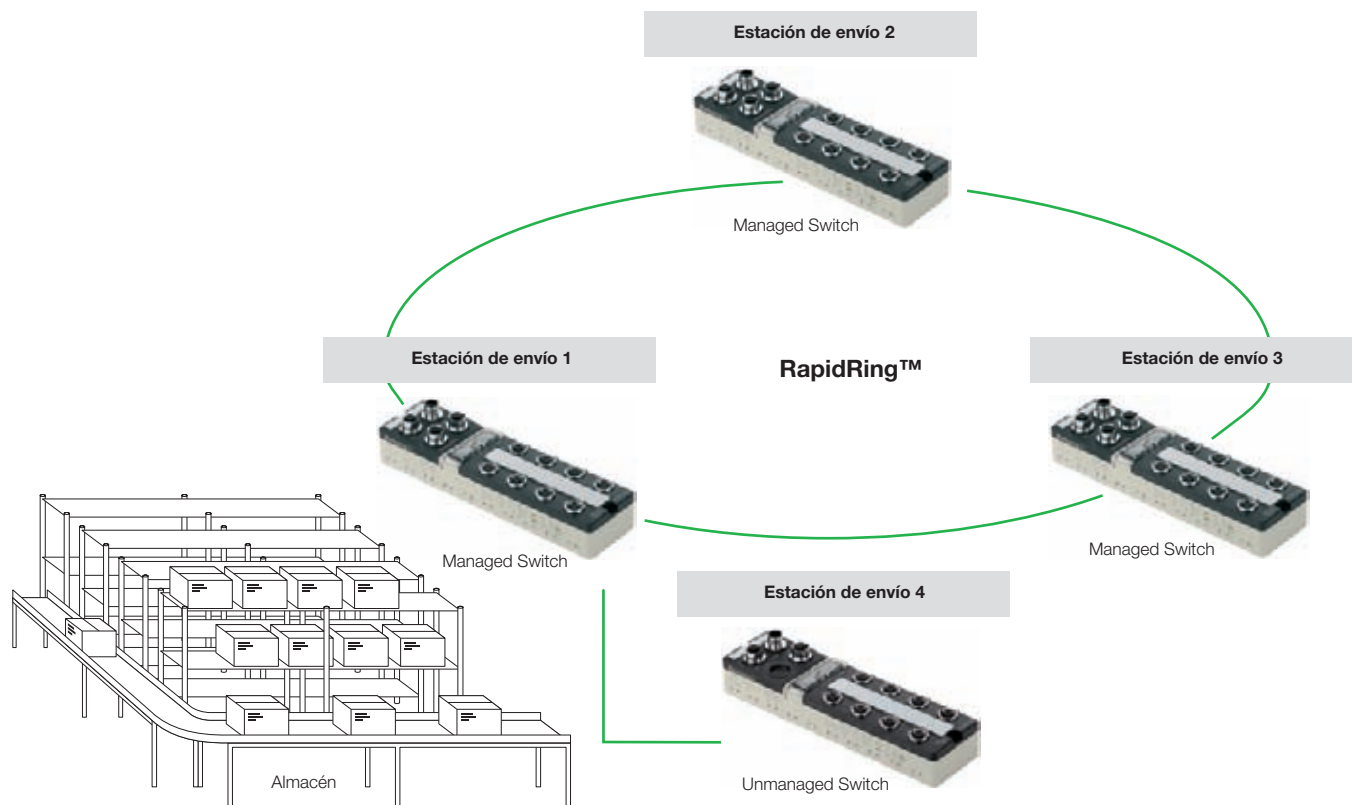 Estación de envío 2
Managed Switch
Estación de envío 1
RapidRing™
Estación de envío 3
Managed Switch
Managed Switch
Estación de envío 4
Almacén
Unmanaged Switch